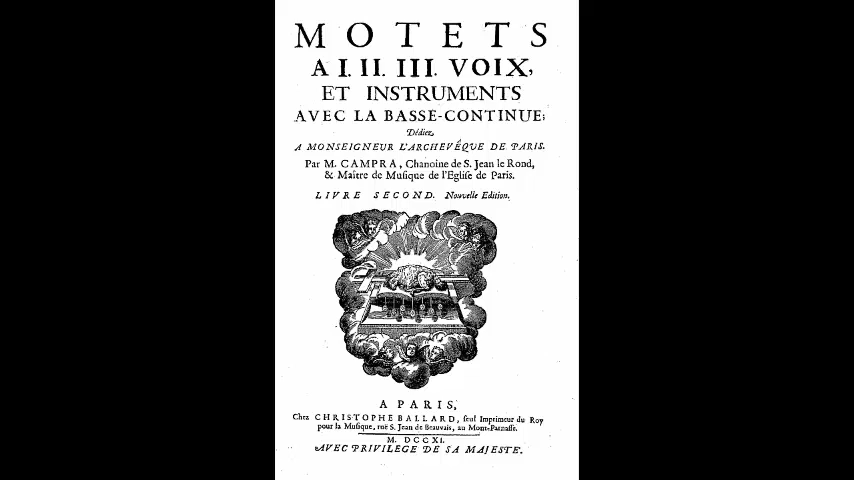 MOTETS
A I. II. III. VOIX,
ET INSTRUMENTS
AVEC LA BASSE-CONTINUE;
Dédiez
A MONSEIGNEUR L'ARCHEVÊQUE DE PARIS.
Par M. CAMPRA, Chanoine de S. Jean le Rond,
& Maître de Musique de l'Eglise de Paris.
LIVRE SECOND. Nouvelle Edition.
A PARIS,
Chez CHRISTOPHE BALLARD, seul Imprimeur du Roy
pour la Musique, ruë S. Jean de Beauvais, au Mont-Parnasse.
M. DCCXI.
AVEC PRIVILEGE DE SA MAJESTE.